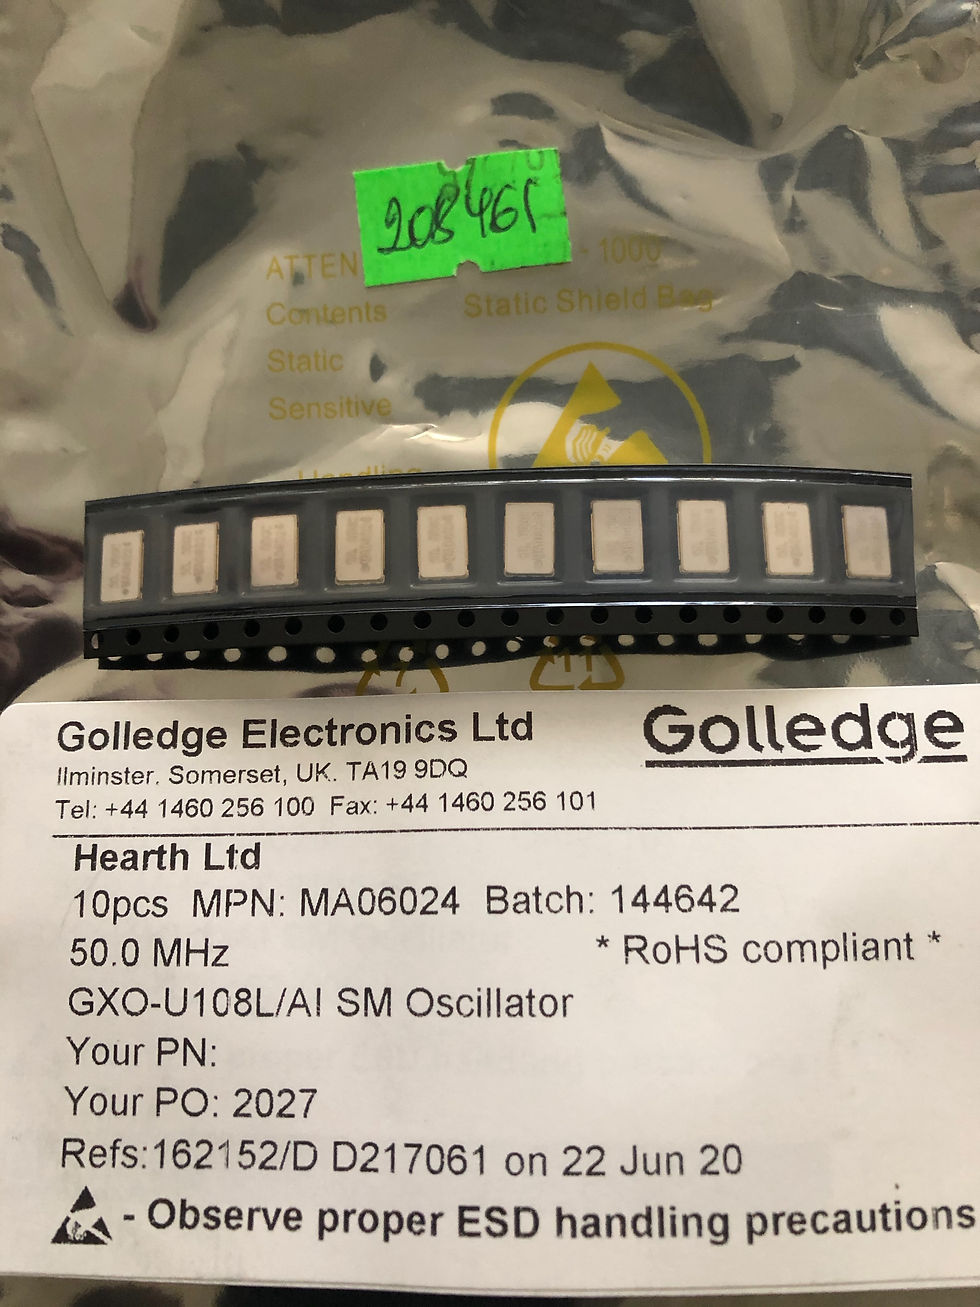 208461
ATTEN
- 1000
Contents
Static Shield Bag
Static
Sensitive
Handling
Golledge Electronics Ltd
Golledge
Ilminster. Somerset, UK. TA19 9DQ
Tel: +44 1460 256 100 Fax: +44 1460 256 101
Hearth Ltd
10pcs MPN: MA06024 Batch: 144642
50.0 MHz
* RoHS compliant *
GXO-U108L/AI SM Oscillator
Your PN:
Your PO: 2027
Refs:162152/D D217061 on 22 Jun 20
- Observe proper ESD handling precautions